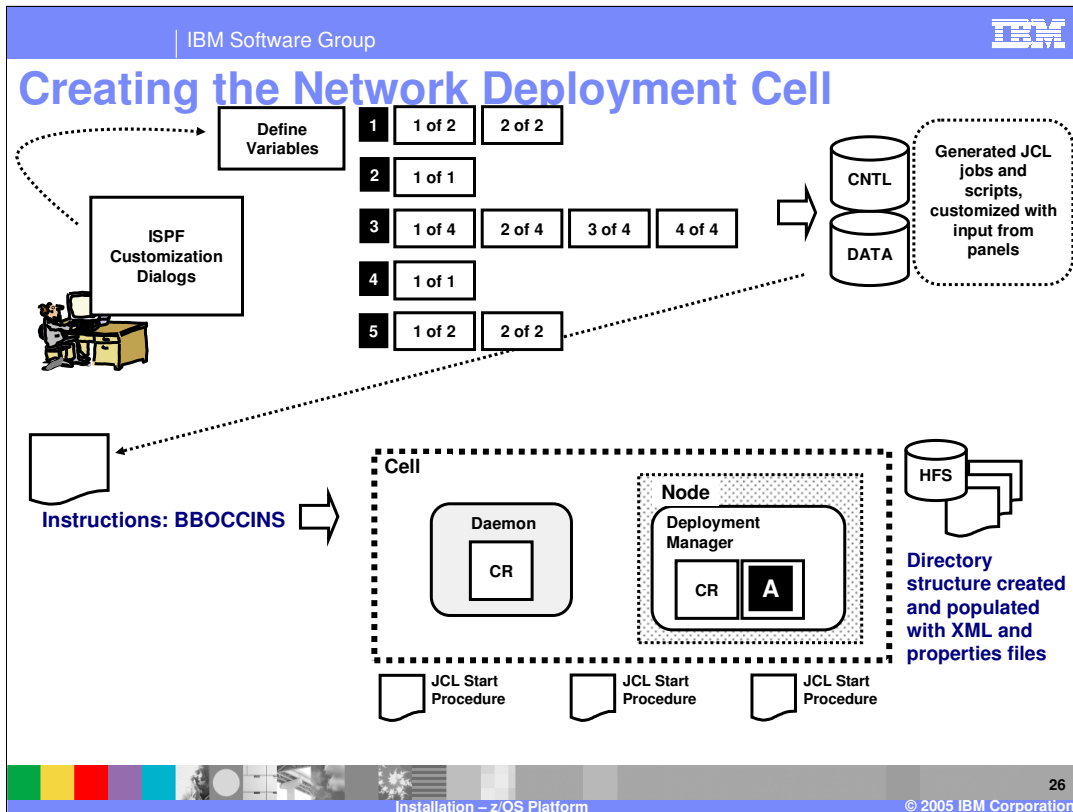 IBM Software Group
IBM
Creating the Network Deployment Cell
Define
Variables
1
1 of 2
2 of 2
2
1 of 1
3
1 of 4
2 of 4
3 of 4
4 of 4
4
1 of 1
5
1 of 2
2 of 2
ISPF
Customization
Dialogs
CNTL
DATA
Generated JCL
jobs and
scripts,
customized with
input from
panels
Instructions: BBOCCINS
Cell
Daemon
CR
Node
Deployment
Manager
CR
A
HFS
Directory
structure created
and populated
with XML and
properties files
JCL Start
Procedure
JCL Start
Procedure
JCL Start
Procedure
26
Installation – z/OS Platform
© 2005 IBM Corporation